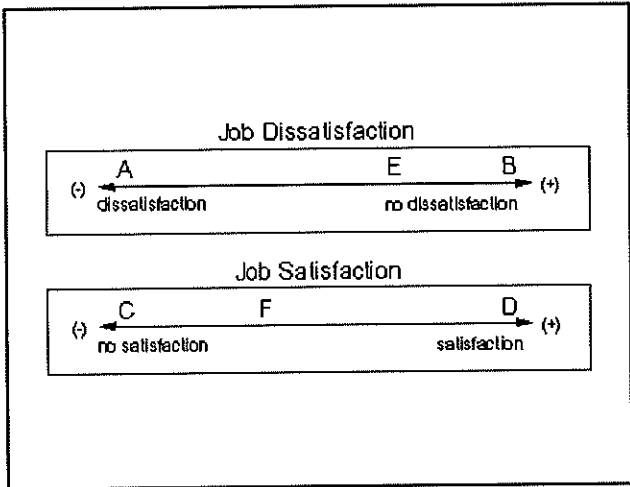 Job Dissatisfaction
A E B
(-) (+)
dissatisfaction no dissatisfaction
Job Satisfaction
C F D
(-) (+)
no satisfaction satisfaction